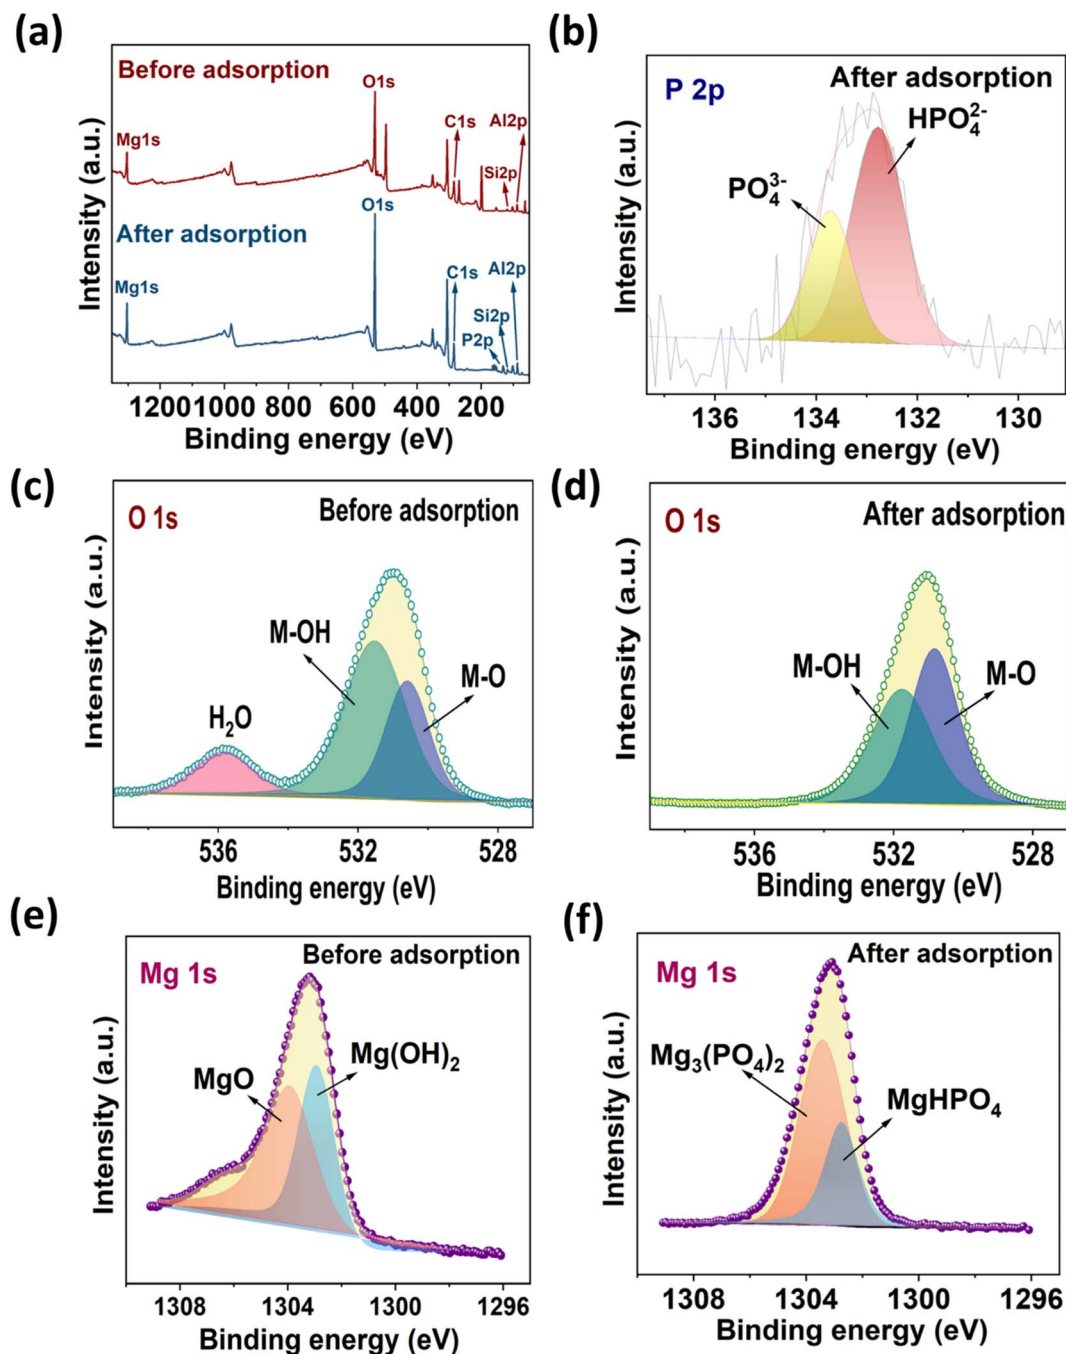 (a)
Before adsorption
O1s
C1s
Al2p
Mg1s
Si2p
After adsorption
O1s
C1s
Al2p
Mg1s
Si2p
P2p
Intensity (a.u.)
1200 1000 800 600 400 200
Binding energy (eV)
(b)
P 2p
After adsorption
HPO₄²⁻
PO₄³⁻
Intensity (a.u.)
136 134 132 130
Binding energy (eV)
(c)
O 1s
Before adsorption
M-OH
M-O
H₂O
Intensity (a.u.)
536 532 528
Binding energy (eV)
(d)
O 1s
After adsorption
M-OH
M-O
Intensity (a.u.)
536 532 528
Binding energy (eV)
(e)
Mg 1s
Before adsorption
MgO
Mg(OH)₂
Intensity (a.u.)
1308 1304 1300 1296
Binding energy (eV)
(f)
Mg 1s
After adsorption
Mg₃(PO₄)₂
MgHPO₄
Intensity (a.u.)
1308 1304 1300 1296
Binding energy (eV)